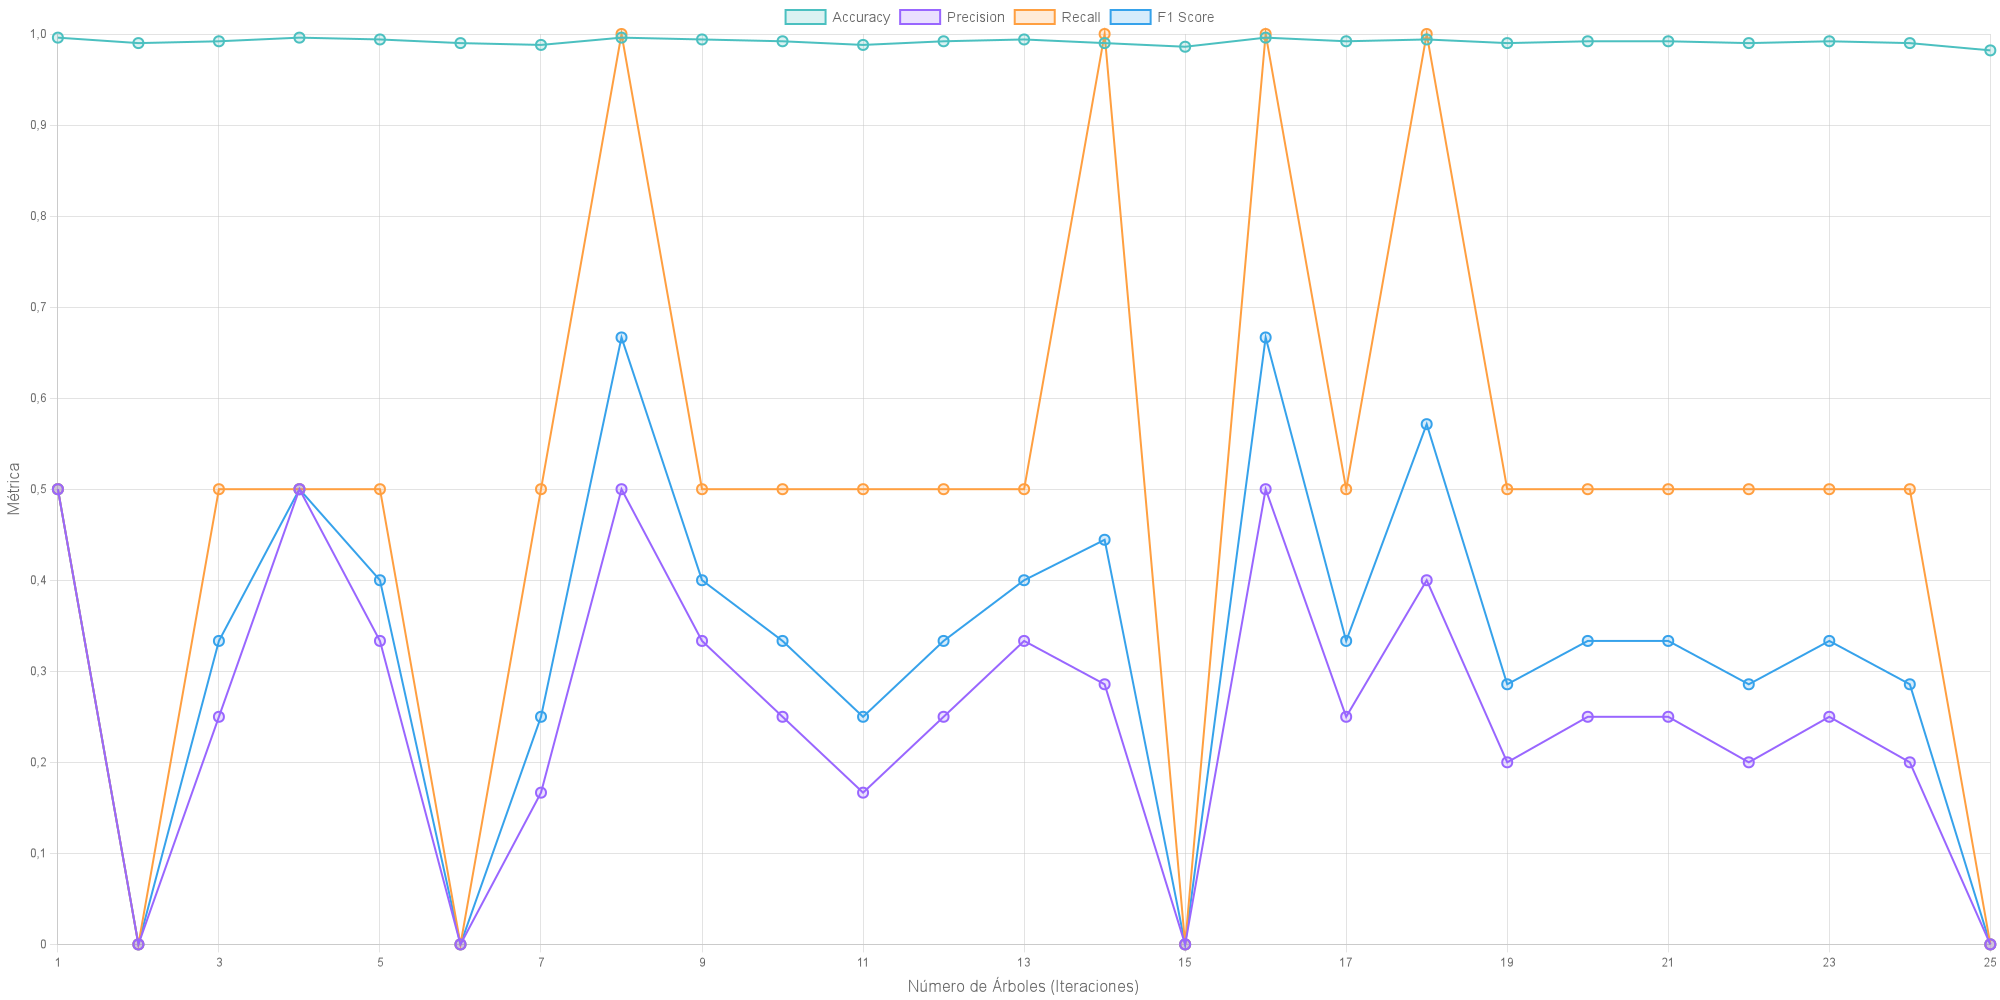 Accuracy Precision Recall F1 Score
1,0
0,9
0,8
0,7
0,6
0,5
0,4
0,3
0,2
0,1
0
Métrica
1 3 5 7 9 11 13 15 17 19 21 23 25
Número de Árboles (Iteraciones)